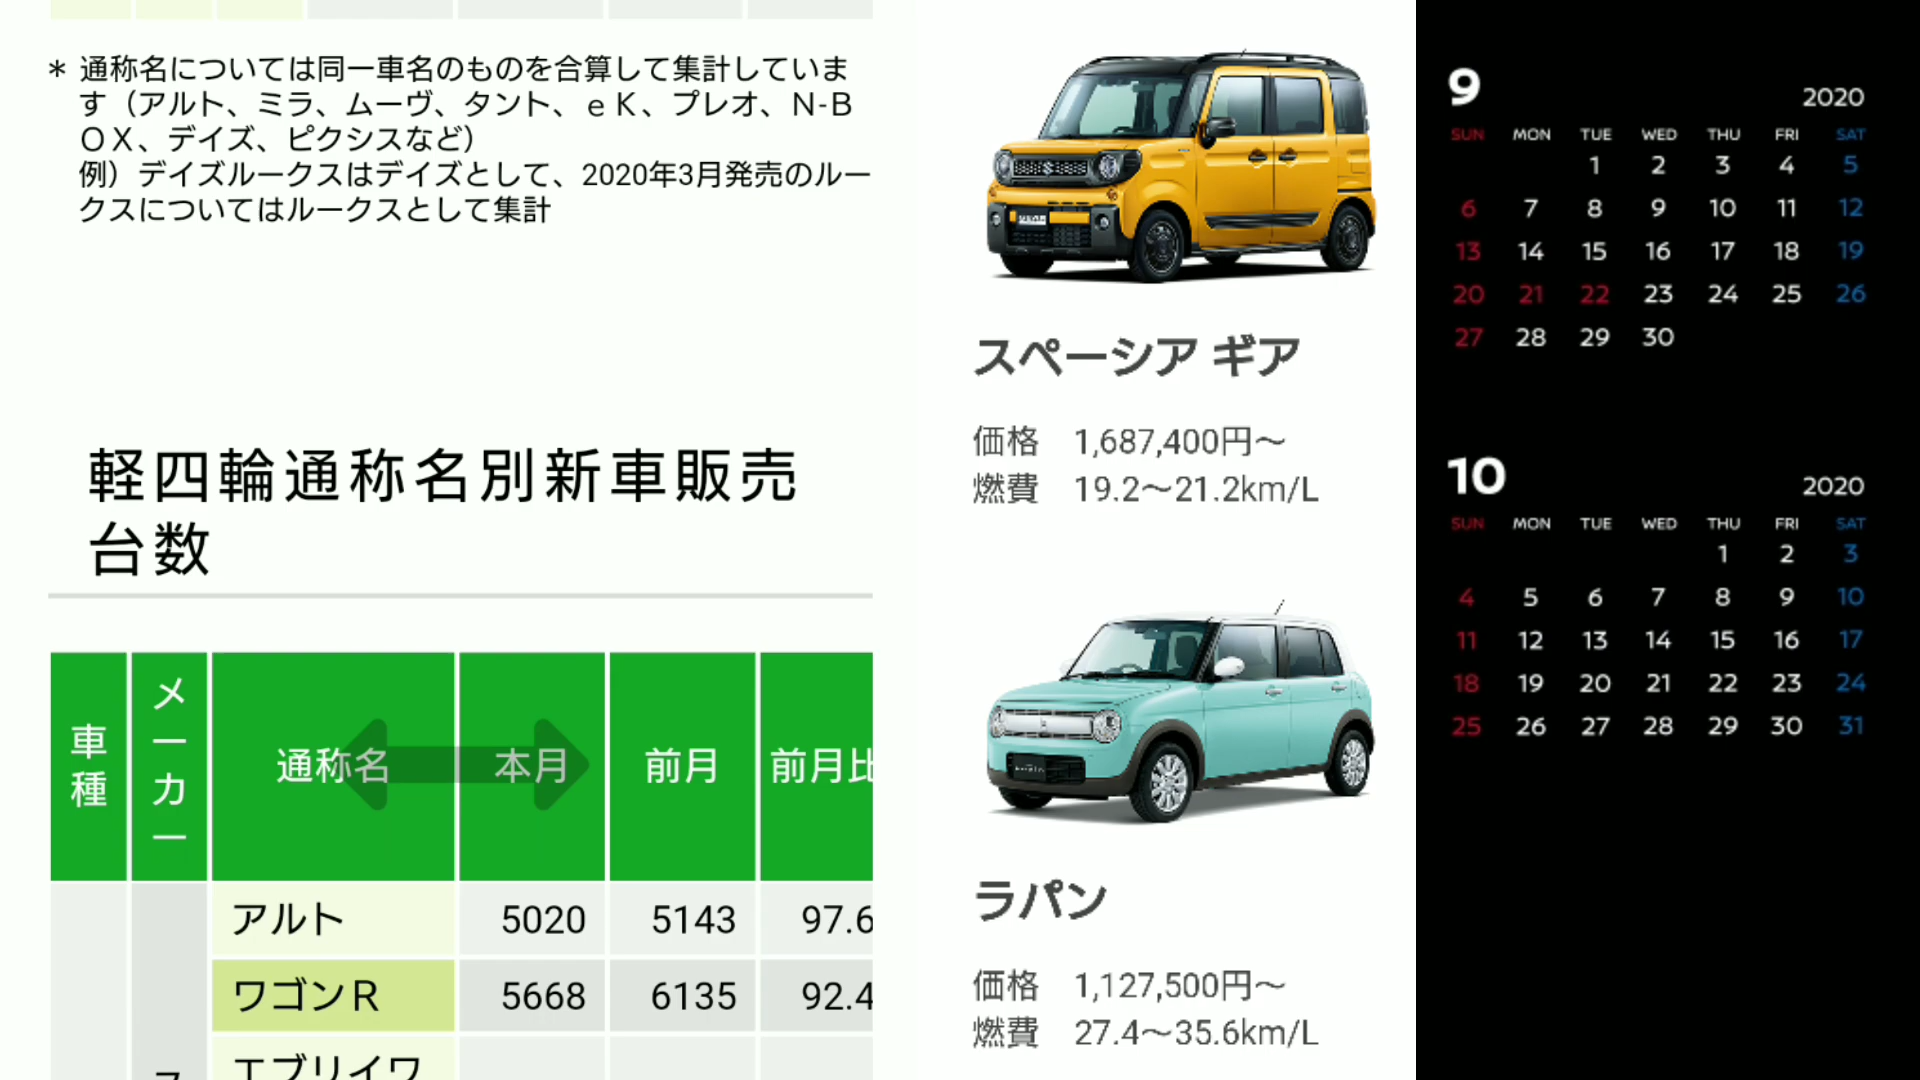 ＊ 通称名については同一車名のものを合算して集計していま
す（アルト、ミラ、ムーヴ、タント、ｅＫ、プレオ、Ｎ-Ｂ
ＯＸ、デイズ、ピクシスなど）
例）デイズルークスはデイズとして、2020年3月発売のルー
クスについてはルークスとして集計
軽四輪通称名別新車販売
台数
車種 メーカー 通称名 本月 前月 前月比
アルト 5020 5143 97.6
ワゴンＲ 5668 6135 92.4
エブリイワ
スペーシア ギア
価格 1,687,400円～
燃費 19.2～21.2km/L
ラパン
価格 1,127,500円～
燃費 27.4～35.6km/L
9 2020
SUN MON TUE WED THU FRI SAT
1 2 3 4 5
6 7 8 9 10 11 12
13 14 15 16 17 18 19
20 21 22 23 24 25 26
27 28 29 30
10 2020
SUN MON TUE WED THU FRI SAT
1 2 3
4 5 6 7 8 9 10
11 12 13 14 15 16 17
18 19 20 21 22 23 24
25 26 27 28 29 30 31